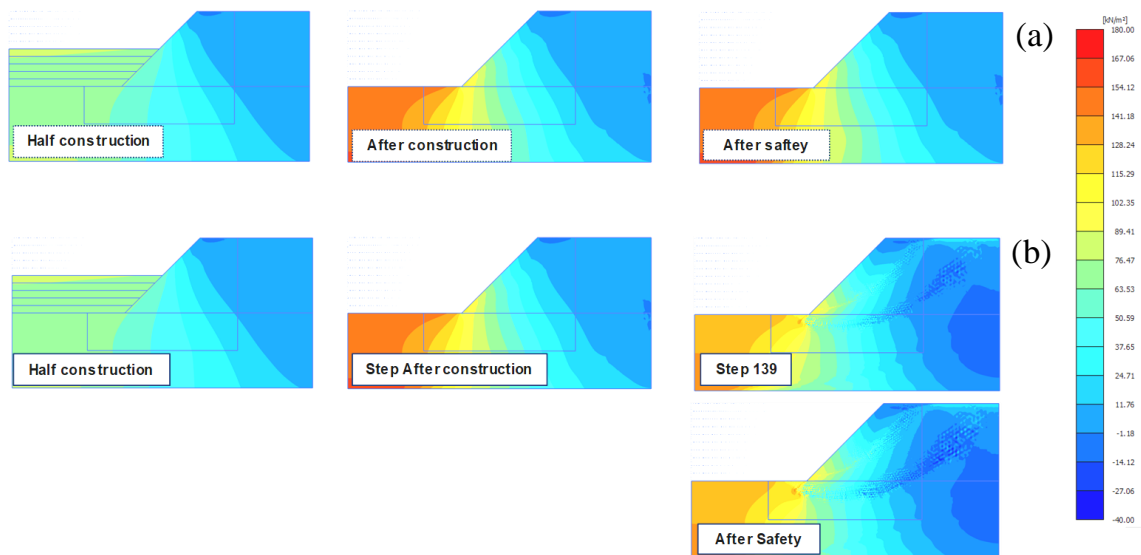 [kN/m²]
(a)
180.00
167.06
154.12
141.18
128.24
115.29
102.35
89.41
76.47
63.53
50.59
37.65
24.71
11.76
-1.18
-14.12
-27.06
-40.00
Half construction
After construction
After saftey
(b)
Half construction
Step After construction
Step 139
After Safety